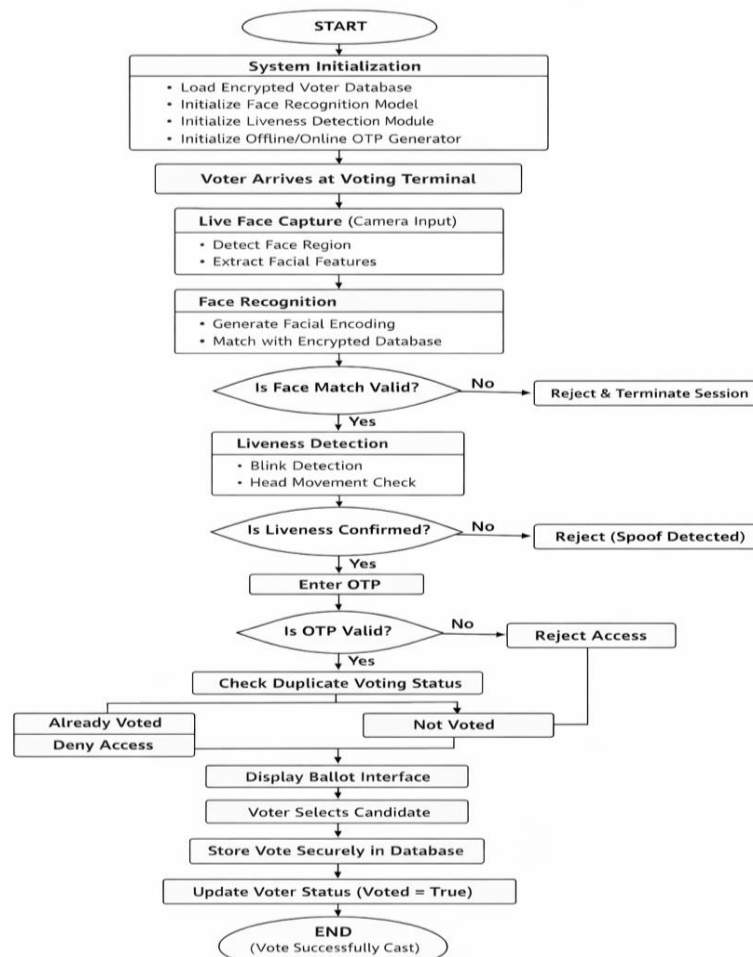 START
System Initialization
• Load Encrypted Voter Database
• Initialize Face Recognition Model
• Initialize Liveness Detection Module
• Initialize Offline/Online OTP Generator
Voter Arrives at Voting Terminal
Live Face Capture (Camera Input)
• Detect Face Region
• Extract Facial Features
Face Recognition
• Generate Facial Encoding
• Match with Encrypted Database
Is Face Match Valid?
No
Reject & Terminate Session
Yes
Liveness Detection
• Blink Detection
• Head Movement Check
Is Liveness Confirmed?
No
Reject (Spoof Detected)
Yes
Enter OTP
Is OTP Valid?
No
Reject Access
Yes
Check Duplicate Voting Status
Already Voted
Deny Access
Not Voted
Display Ballot Interface
Voter Selects Candidate
Store Vote Securely in Database
Update Voter Status (Voted = True)
END
(Vote Successfully Cast)